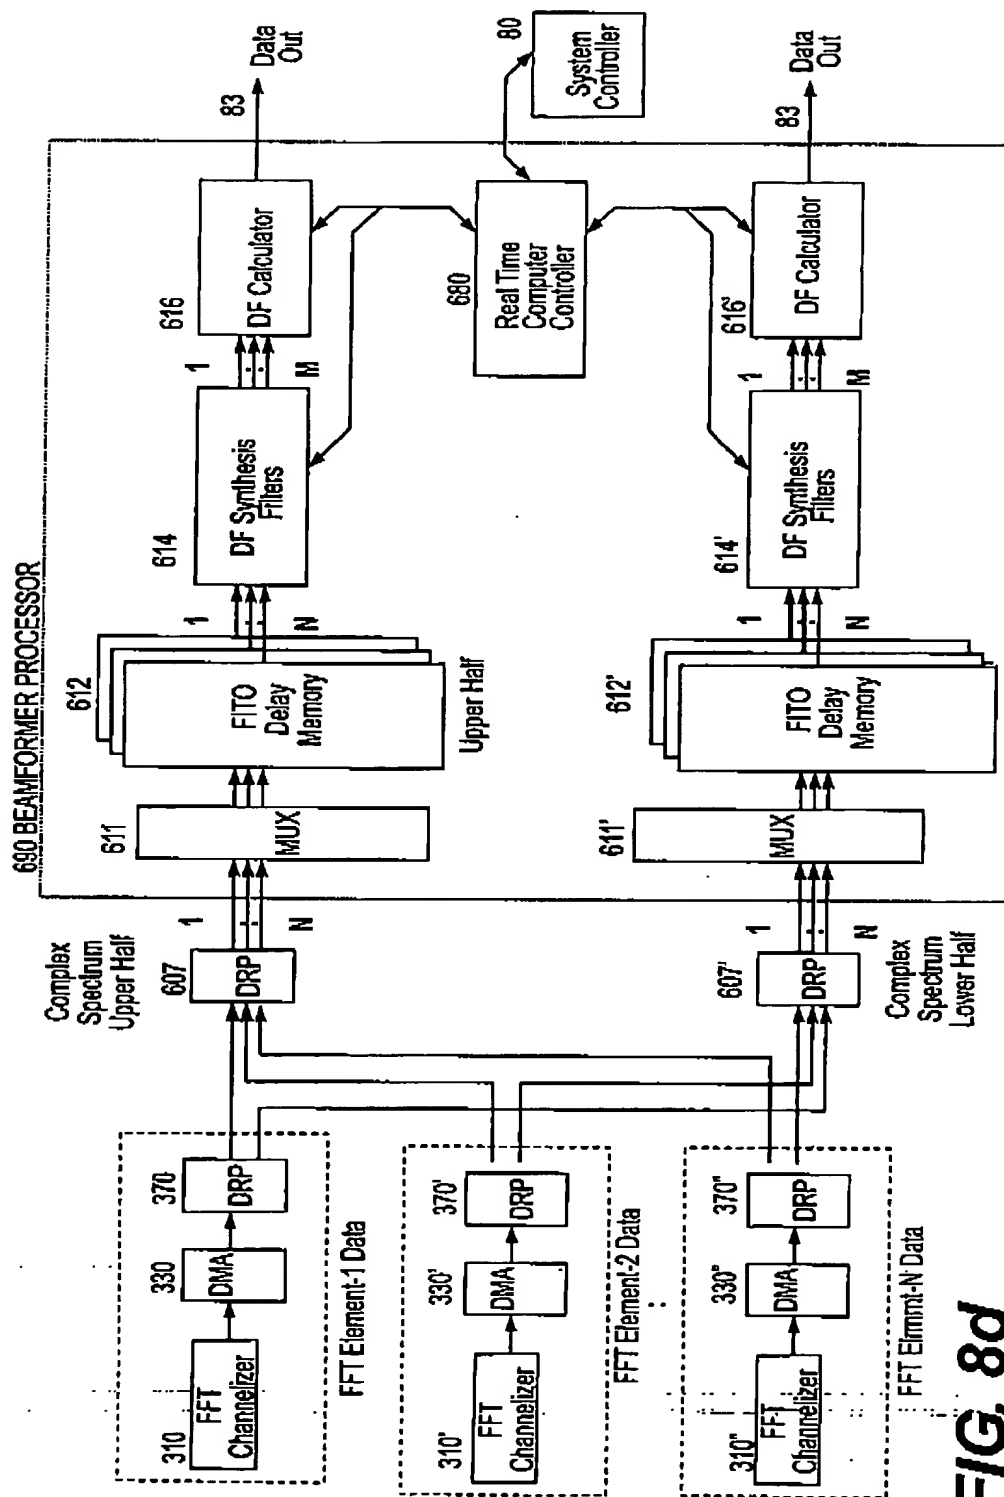 690 BEAMFORMER PROCESSOR
310
FFT
Channelizer
330
DMA
370
DRP
FFT Element-1 Data
310"
FFT
Channelizer
330'
DMA
370'
DRP
FFT Element-2 Data
310"
FFT
Channelizer
330"
DMA
370"
DRP
FFT Elrmnt-N Data
Complex
Spectrum
Upper Half
607
DRP
1
N
611
MUX
612
FITO
Delay
Memory
Upper Half
1
N
614
DF Synthesis
Filters
1
M
616
DF Calculator
83
Data
Out
680
Real Time
Computer
Controller
80
System
Controller
607'
DRP
Complex
Spectrum
Lower Half
1
N
611'
MUX
612'
FITO
Delay
Memory
1
N
614'
DF Synthesis
Filters
1
M
616'
DF Calculator
83
Data
Out
FIG. 8d